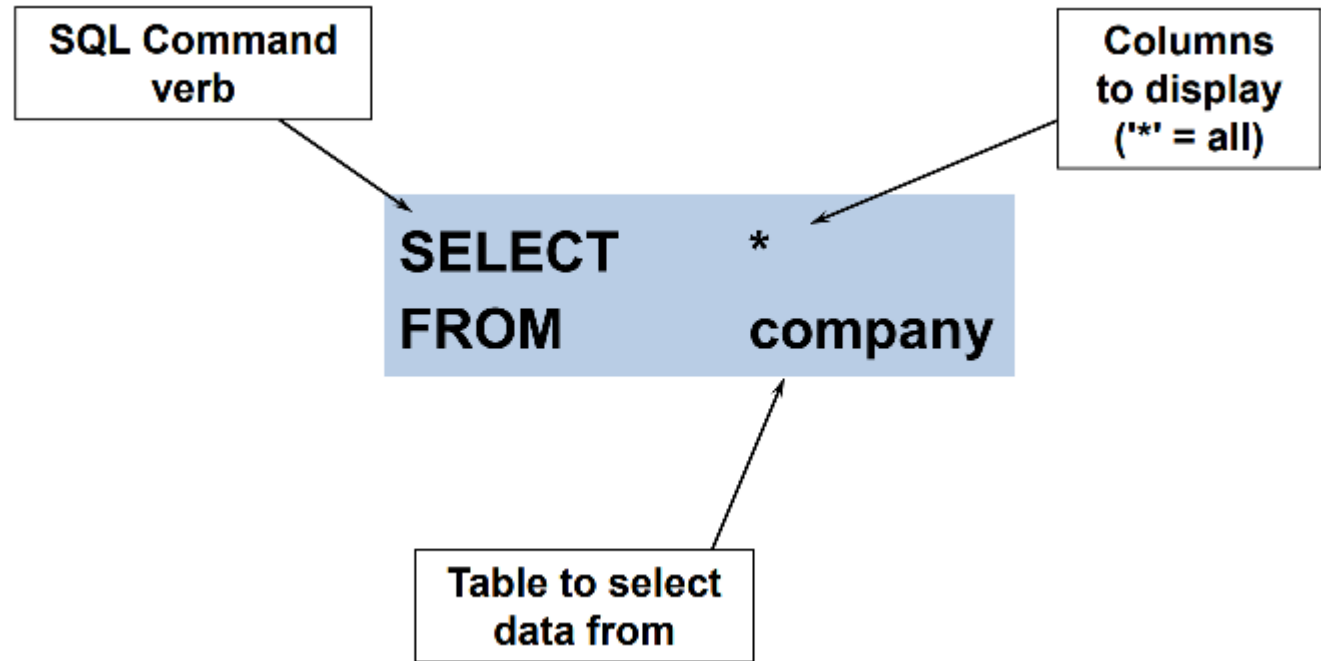 SQL Command
verb
Columns
to display
('*' = all)
SELECT *
FROM company
Table to select
data from